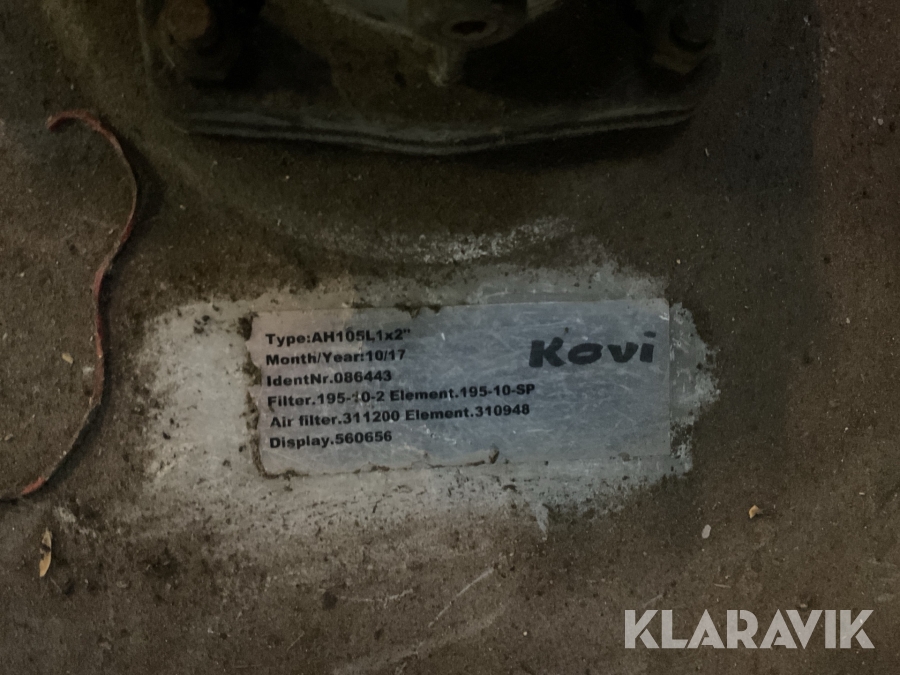 Type:AH105L1x2"
Month/Year:10/17
IdentNr.086443
Filter.195-10-2 Element.195-10-SP
Air filter.311200 Element.310948
Display.560656
Kovi
KLARAVIK